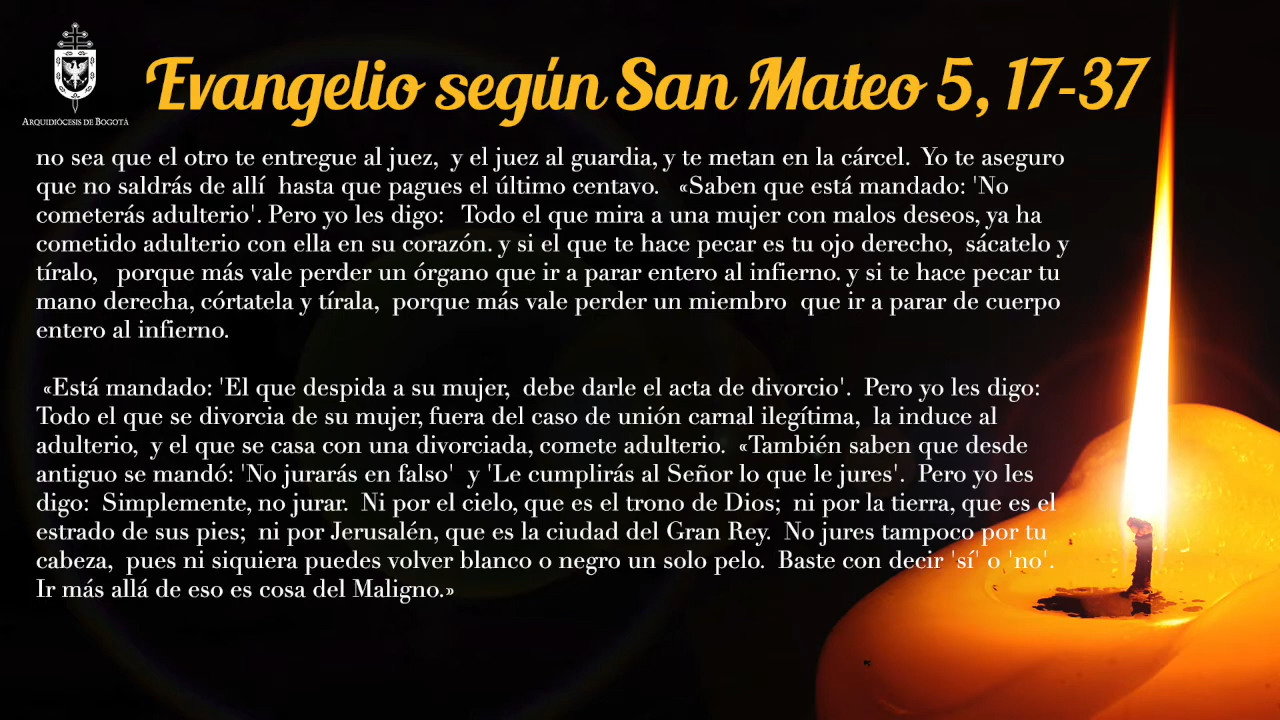 Evangelio según San Mateo 5, 17-37
ARQUIDIÓCESIS DE BOGOTÁ
no sea que el otro te entregue al juez, y el juez al guardia, y te metan en la cárcel. Yo te aseguro
que no saldrás de allí hasta que pagues el último centavo. «Saben que está mandado: 'No
cometerás adulterio'. Pero yo les digo: Todo el que mira a una mujer con malos deseos, ya ha
cometido adulterio con ella en su corazón. y si el que te hace pecar es tu ojo derecho, sácatelo y
tíralo, porque más vale perder un órgano que ir a parar entero al infierno. y si te hace pecar tu
mano derecha, córtatela y tírala, porque más vale perder un miembro que ir a parar de cuerpo
entero al infierno.
«Está mandado: 'El que despida a su mujer, debe darle el acta de divorcio'. Pero yo les digo:
Todo el que se divorcia de su mujer, fuera del caso de unión carnal ilegítima, la induce al
adulterio, y el que se casa con una divorciada, comete adulterio. «También saben que desde
antiguo se mandó: 'No jurarás en falso' y 'Le cumplirás al Señor lo que le jures'. Pero yo les
digo: Simplemente, no jurar. Ni por el cielo, que es el trono de Dios; ni por la tierra, que es el
estrado de sus pies; ni por Jerusalén, que es la ciudad del Gran Rey. No jures tampoco por tu
cabeza, pues ni siquiera puedes volver blanco o negro un solo pelo. Baste con decir 'sí' o 'no'.
Ir más allá de eso es cosa del Maligno.»